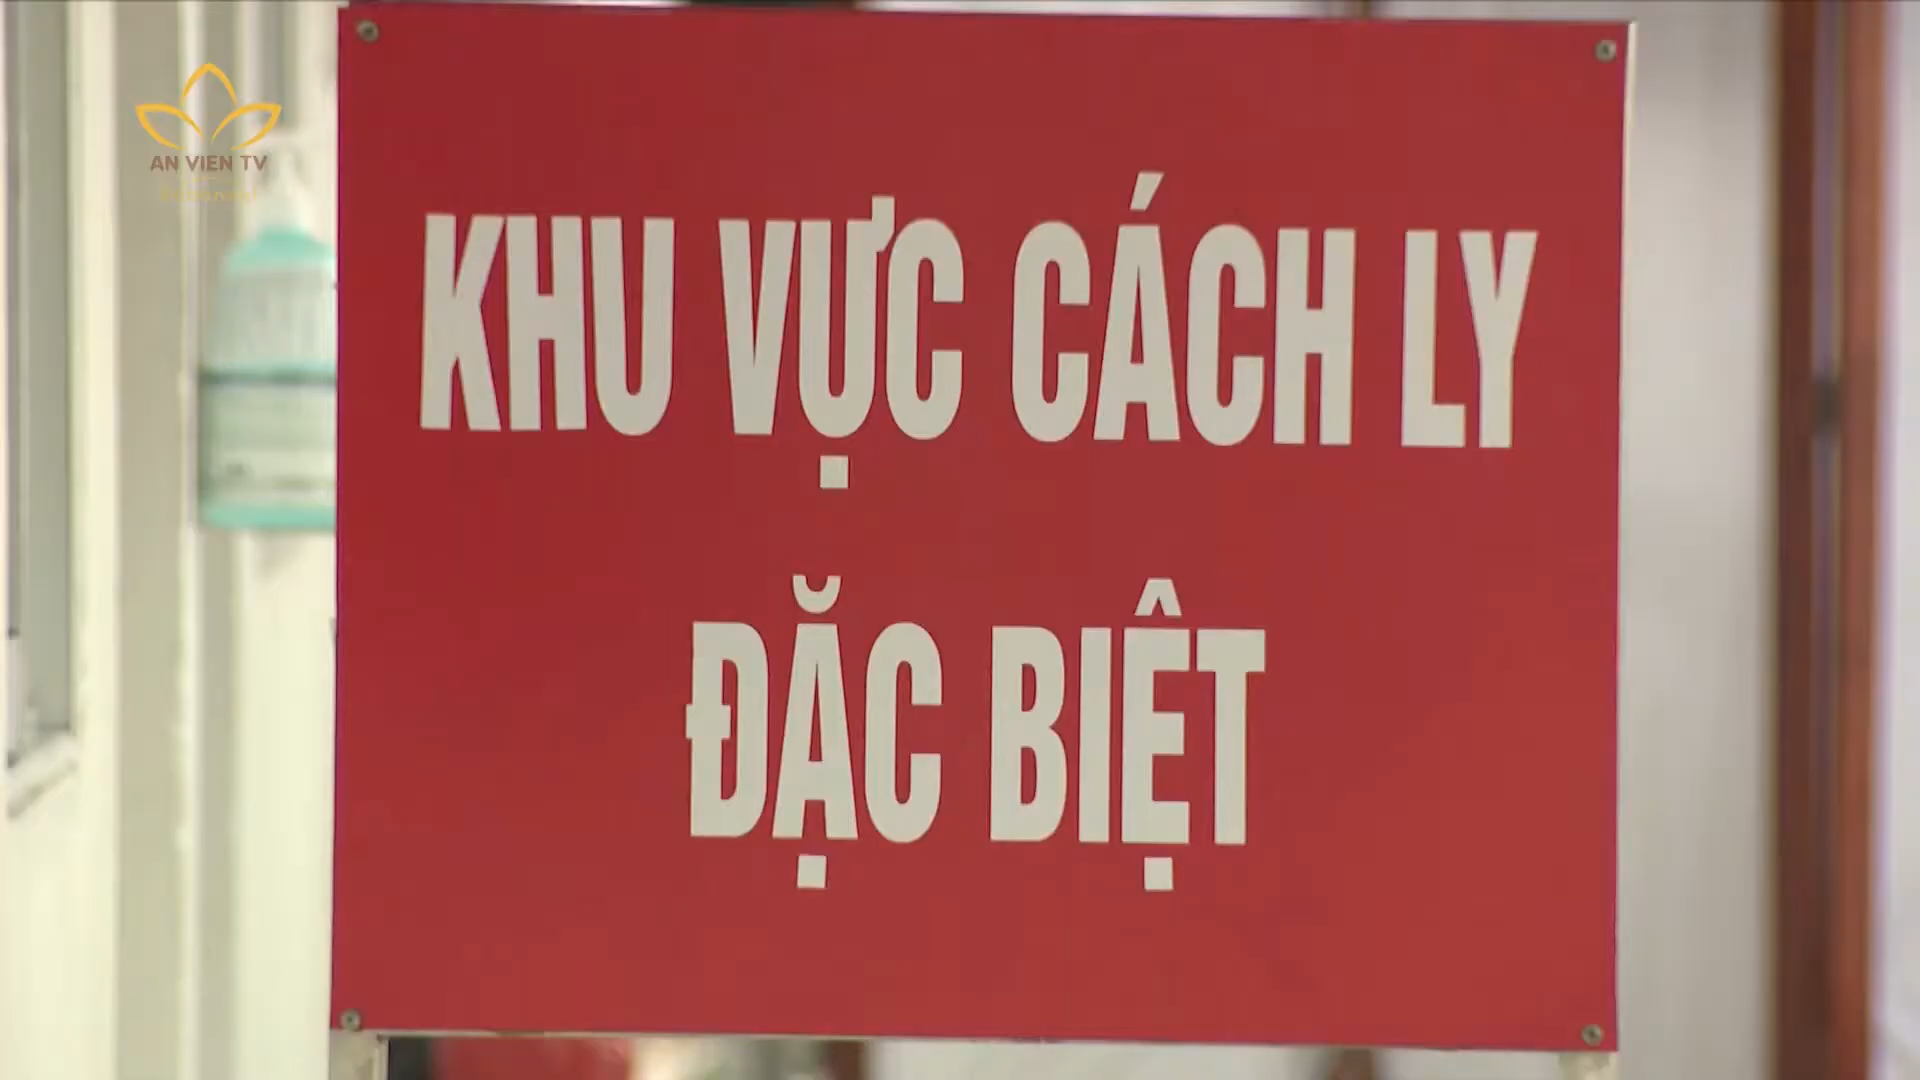 AN VIEN TV
KHU VỰC CÁCH LY
ĐẶC BIỆT